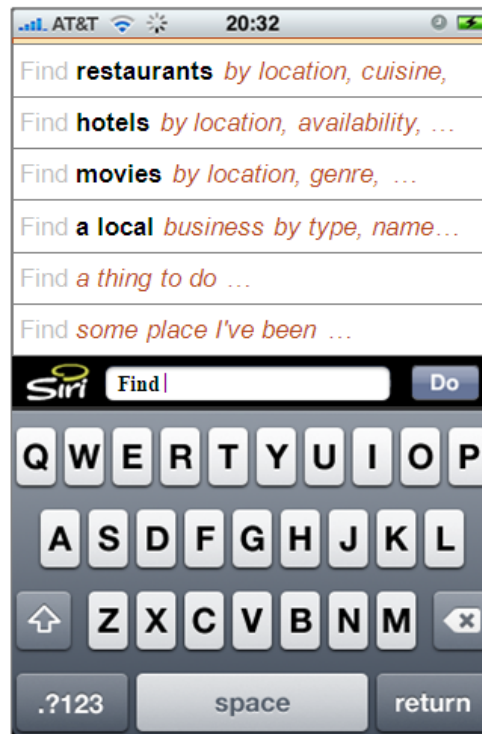 AT&T 20:32
Find restaurants by location, cuisine,
Find hotels by location, availability, ...
Find movies by location, genre, ...
Find a local business by type, name...
Find a thing to do ...
Find some place I've been ...
Siri Find Do
Q W E R T Y U I O P
A S D F G H J K L
Z X C V B N M
.?123 space return